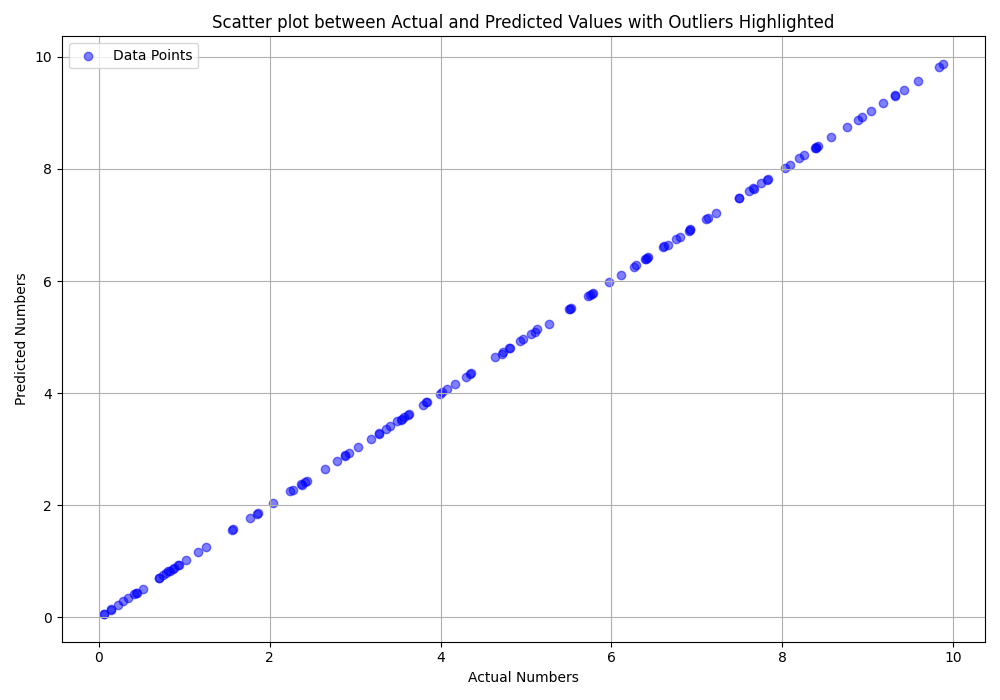 Scatter plot between Actual and Predicted Values with Outliers Highlighted
Data Points
10
8
6
4
2
0
Predicted Numbers
0 2 4 6 8 10
Actual Numbers